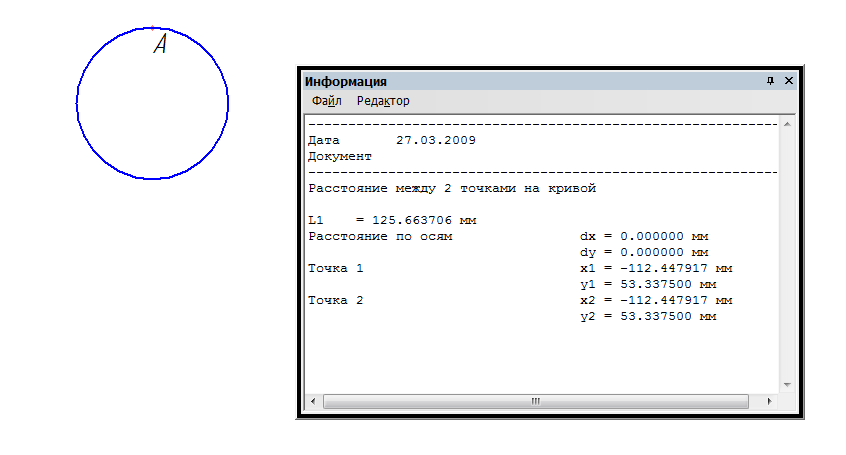 A
Информация
Файл Редактор
Дата 27.03.2009
Документ
Расстояние между 2 точками на кривой
L1 = 125.663706 мм
Расстояние по осям dx = 0.000000 мм
dy = 0.000000 мм
Точка 1 x1 = -112.447917 мм
y1 = 53.337500 мм
Точка 2 x2 = -112.447917 мм
y2 = 53.337500 мм